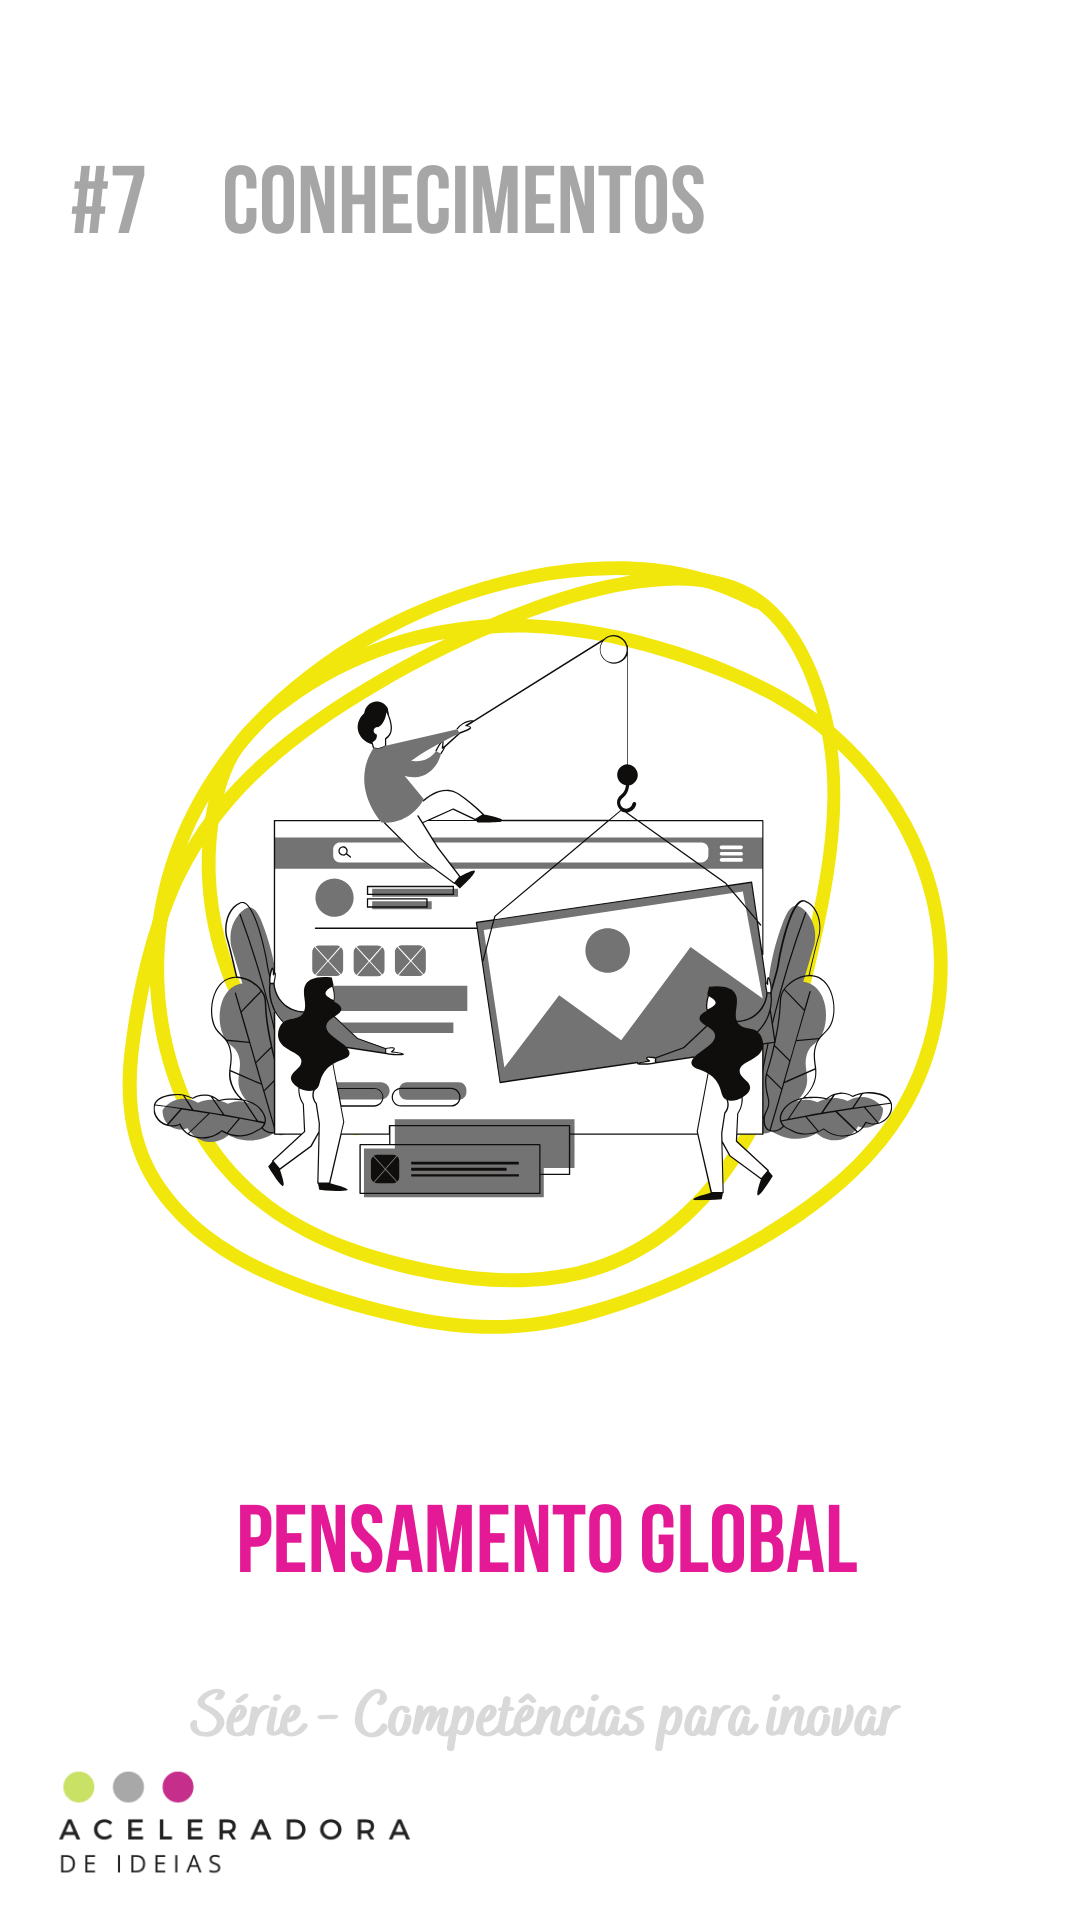 #7 CONHECIMENTOS
PENSAMENTO GLOBAL
Série - Competências para inovar
ACELERADORA
DE IDEIAS